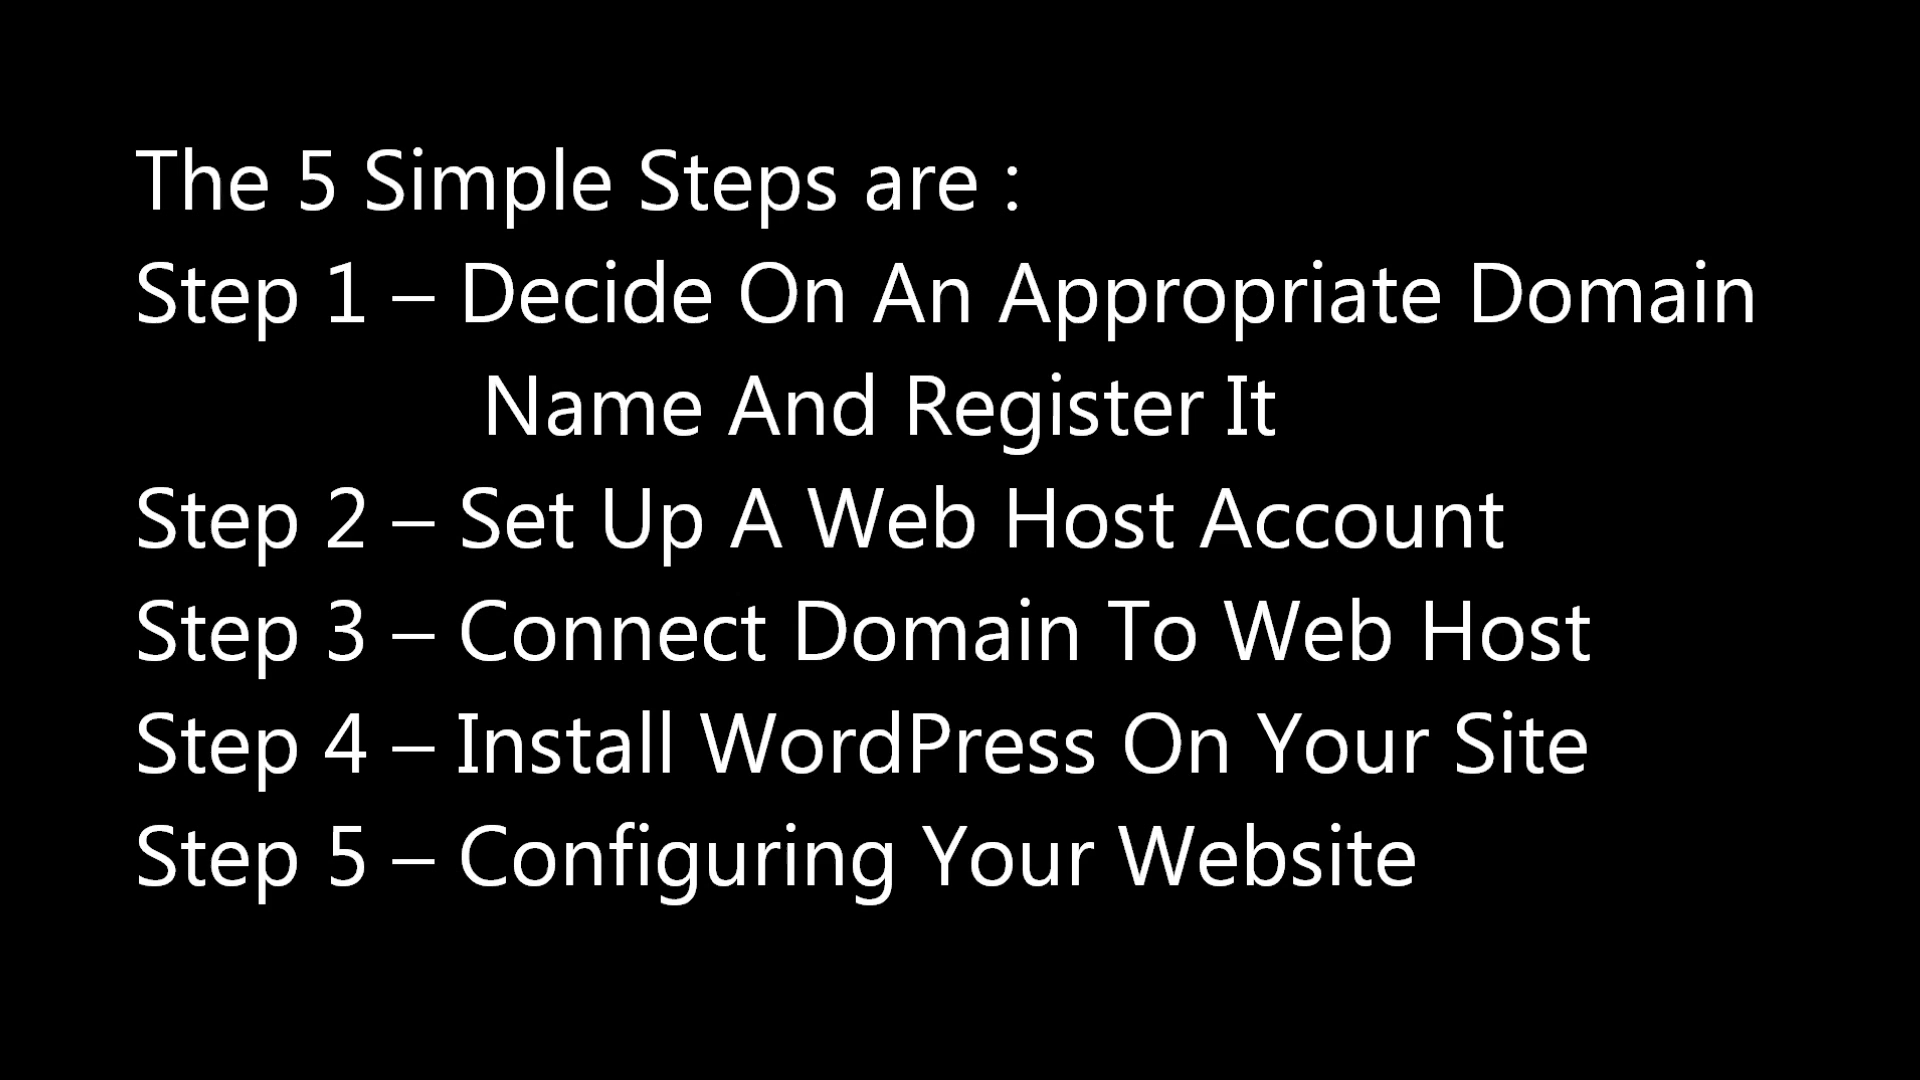 The 5 Simple Steps are :
Step 1 – Decide On An Appropriate Domain
Name And Register It
Step 2 – Set Up A Web Host Account
Step 3 – Connect Domain To Web Host
Step 4 – Install WordPress On Your Site
Step 5 – Configuring Your Website